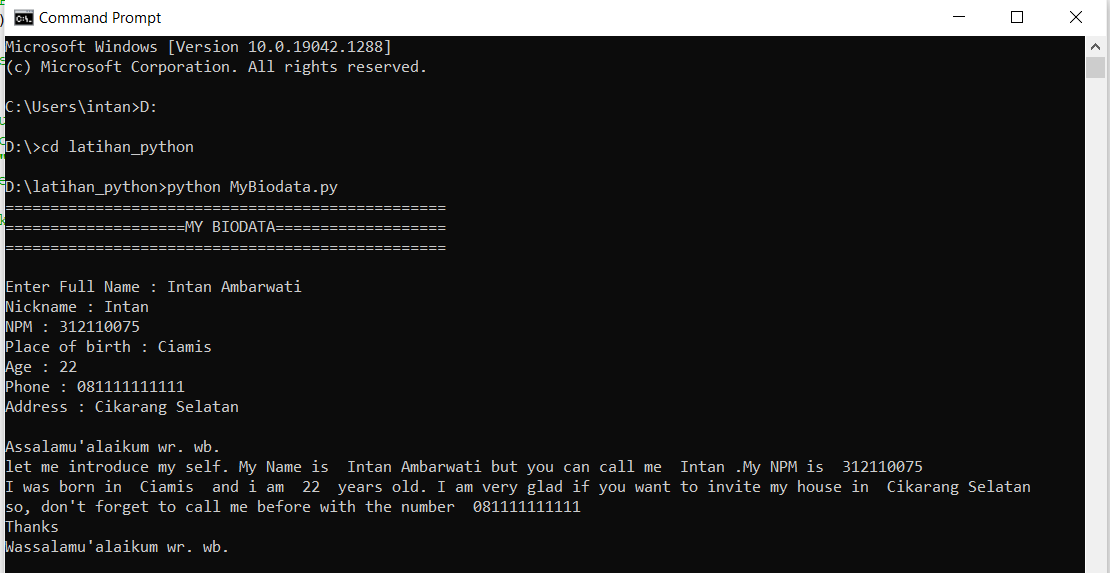 Command Prompt
Microsoft Windows [Version 10.0.19042.1288]
(c) Microsoft Corporation. All rights reserved.
C:\Users\intan>D:
D:\>cd latihan_python
D:\latihan_python>python MyBiodata.py
=================================================
====================MY BIODATA===================
=================================================
Enter Full Name : Intan Ambarwati
Nickname : Intan
NPM : 312110075
Place of birth : Ciamis
Age : 22
Phone : 081111111111
Address : Cikarang Selatan
Assalamu'alaikum wr. wb.
let me introduce my self. My Name is  Intan Ambarwati but you can call me  Intan .My NPM is  312110075
I was born in  Ciamis  and i am  22  years old. I am very glad if you want to invite my house in  Cikarang Selatan
so, don't forget to call me before with the number  081111111111
Thanks
Wassalamu'alaikum wr. wb.